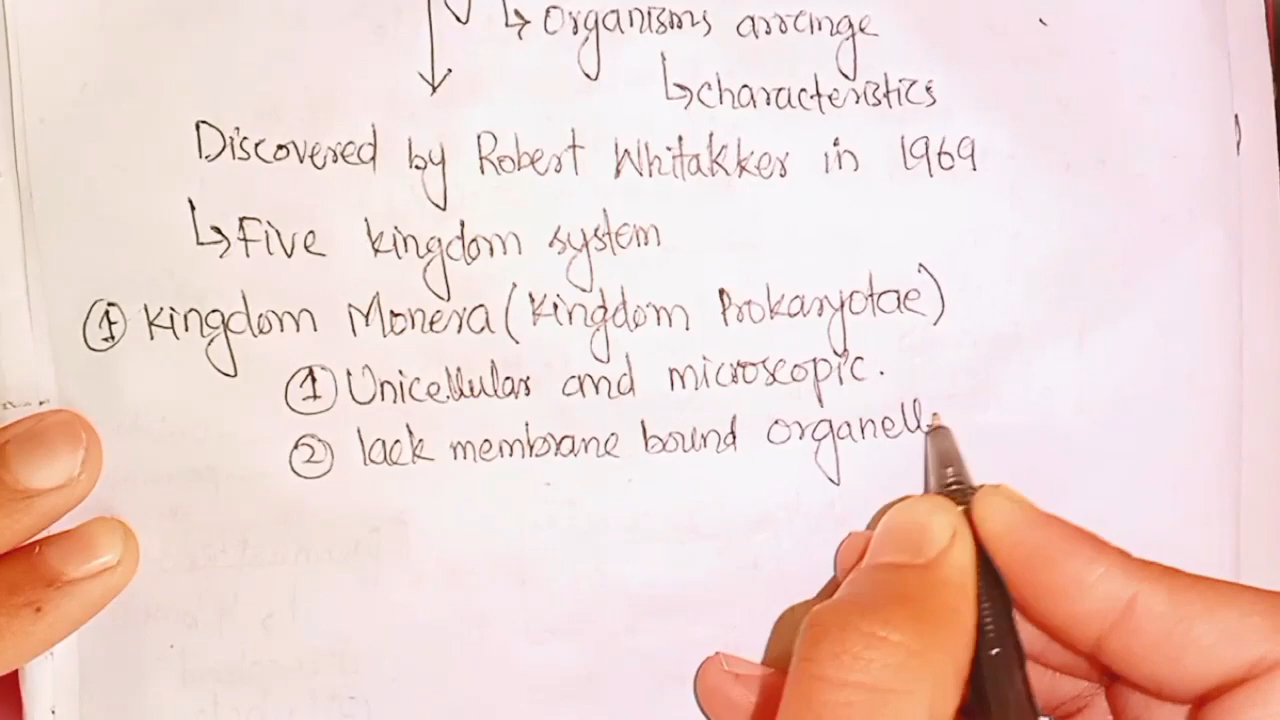 ↳ Organisms arrange
↳ characteristics
Discovered by Robert Whitakker in 1969
↳ Five kingdom system
① Kingdom Monera (Kingdom Prokaryotae)
① Unicellular and microscopic.
② lack membrane bound organell